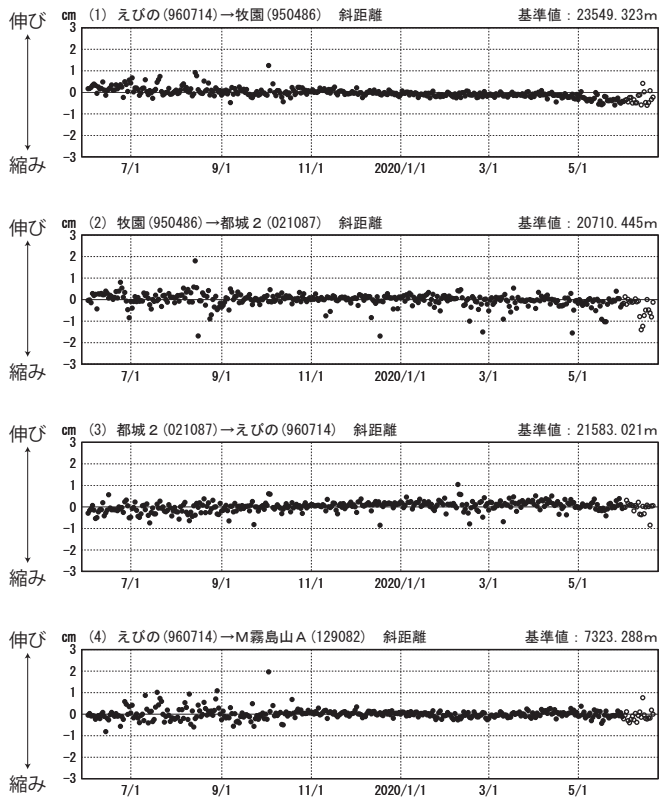 伸び
縮み
cm (1) えびの(960714)→牧園(950486) 斜距離 基準値：23549.323m
3
2
1
0
-1
-2
-3
7/1 9/1 11/1 2020/1/1 3/1 5/1
伸び
縮み
cm (2) 牧園(950486)→都城２(021087) 斜距離 基準値：20710.445m
3
2
1
0
-1
-2
-3
7/1 9/1 11/1 2020/1/1 3/1 5/1
伸び
縮み
cm (3) 都城２(021087)→えびの(960714) 斜距離 基準値：21583.021m
3
2
1
0
-1
-2
-3
7/1 9/1 11/1 2020/1/1 3/1 5/1
伸び
縮み
cm (4) えびの(960714)→Ｍ霧島山Ａ(129082) 斜距離 基準値：7323.288m
3
2
1
0
-1
-2
-3
7/1 9/1 11/1 2020/1/1 3/1 5/1